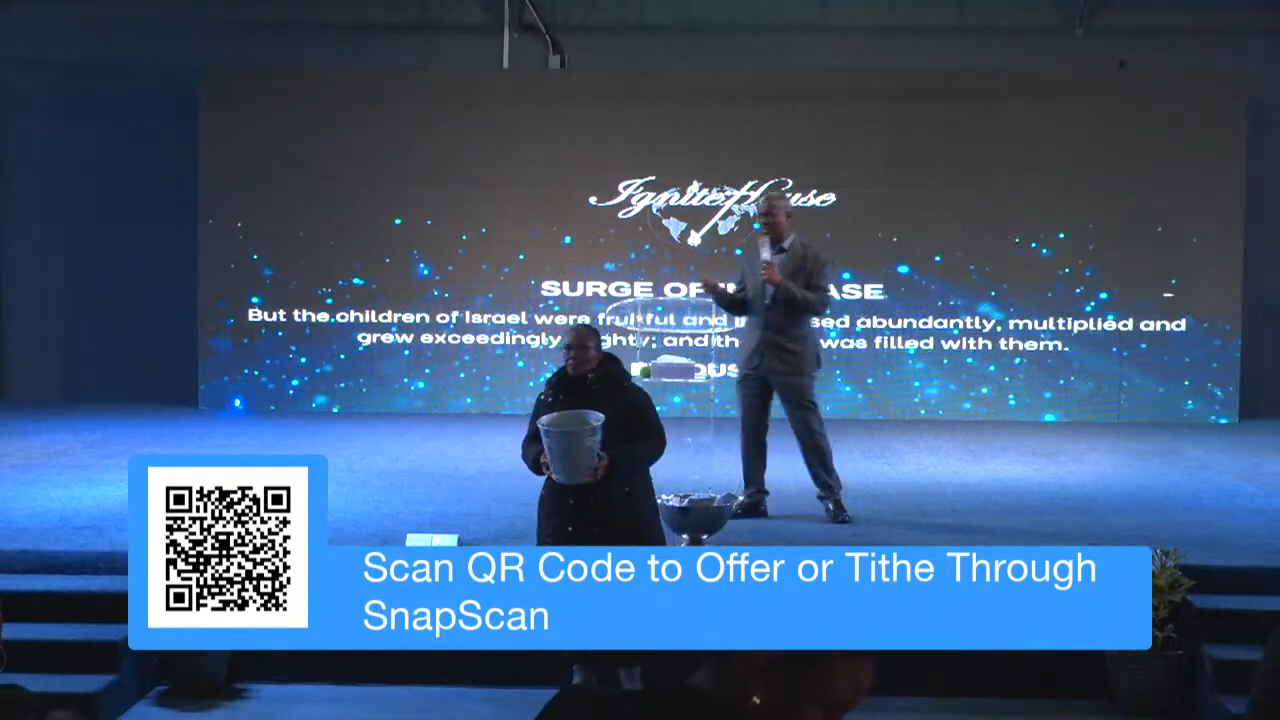 IgniteHouse
SURGE OF
But the children of Israel were fruitful and abundantly, multiplied and
grew exceedingly and was filled with them.
Scan QR Code to Offer or Tithe Through
SnapScan